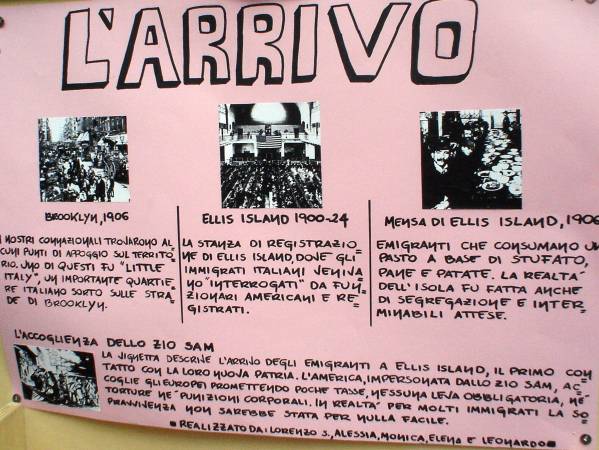 L'ARRIVO
BROOKLYN, 1906
I NOSTRI CONNAZIONALI TROVARONO AL=
CUNI PUNTI DI APPOGGIO SUL TERRITO=
RIO. UNO DI QUESTI FU "LITTLE
ITALY", UN IMPORTANTE QUARTIE=
RE ITALIANO SORTO SULLE STRA=
DE DI BROOKLYN.
ELLIS ISLAND 1900-24
LA STANZA DI REGISTRAZIO=
NE DI ELLIS ISLAND, DOVE GLI
IMMIGRATI ITALIANI VENIVA=
NO "INTERROGATI" DA FUN=
ZIONARI AMERICANI E RE=
GISTRATI.
MENSA DI ELLIS ISLAND, 1906
EMIGRANTI CHE CONSUMANO UN
PASTO A BASE DI STUFATO,
PANE E PATATE. LA REALTA'
DELL'ISOLA FU FATTA ANCHE
DI SEGREGAZIONE E INTER=
MINABILI ATTESE.
L'ACCOGLIENZA DELLO ZIO SAM
LA VIGNETTA DESCRIVE L'ARRIVO DEGLI EMIGRANTI A ELLIS ISLAND, IL PRIMO CON=
TATTO CON LA LORO NUOVA PATRIA. L'AMERICA, IMPERSONATA DALLO ZIO SAM, AC=
COGLIE GLI EUROPEI PROMETTENDO POCHE TASSE, NESSUNA LEVA OBBLIGATORIA, NÉ
TORTURE NE' PUNIZIONI CORPORALI. IN REALTA' PER MOLTI IMMIGRATI LA SO=
PRAVVIVENZA NON SAREBBE STATA PER NULLA FACILE.
REALIZZATO DA: LORENZO S., ALESSIA, MONICA, ELENA E LEONARDO